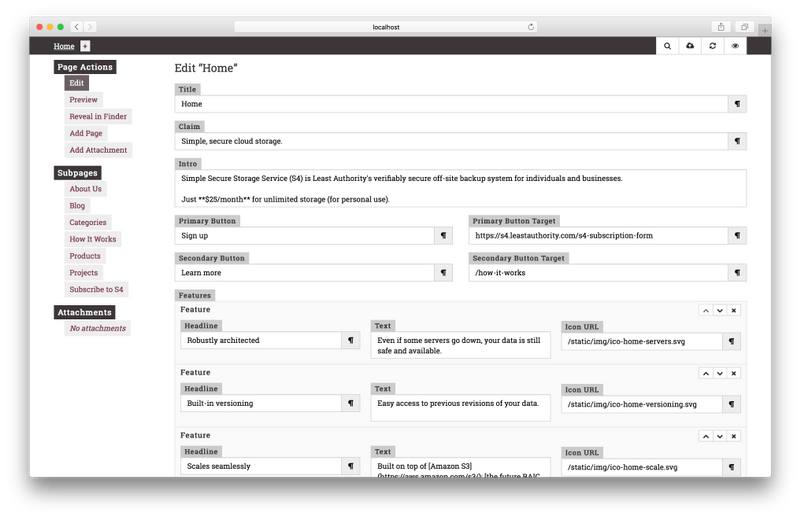 localhost
Home
Page Actions
Edit
Preview
Reveal in Finder
Add Page
Add Attachment
Subpages
About Us
Blog
Categories
How It Works
Products
Projects
Subscribe to S4
Attachments
No attachments
Edit “Home”
Title
Home ¶
Claim
Simple, secure cloud storage. ¶
Intro
Simple Secure Storage Service (S4) is Least Authority's verifiably secure off-site backup system for individuals and businesses.
Just **$25/month** for unlimited storage (for personal use).
Primary Button
Sign up ¶
Primary Button Target
https://s4.leastauthority.com/s4-subscription-form ¶
Secondary Button
Learn more ¶
Secondary Button Target
/how-it-works ¶
Features
Feature
Headline
Robustly architected ¶
Text
Even if some servers go down, your data is still
safe and available.
Icon URL
/static/img/ico-home-servers.svg ¶
Feature
Headline
Built-in versioning ¶
Text
Easy access to previous revisions of your data.
Icon URL
/static/img/ico-home-versioning.svg ¶
Feature
Headline
Scales seamlessly ¶
Text
Built on top of [Amazon S3]
(https://aws.amazon.com/s3/); [the future RAIC
Icon URL
/static/img/ico-home-scale.svg ¶